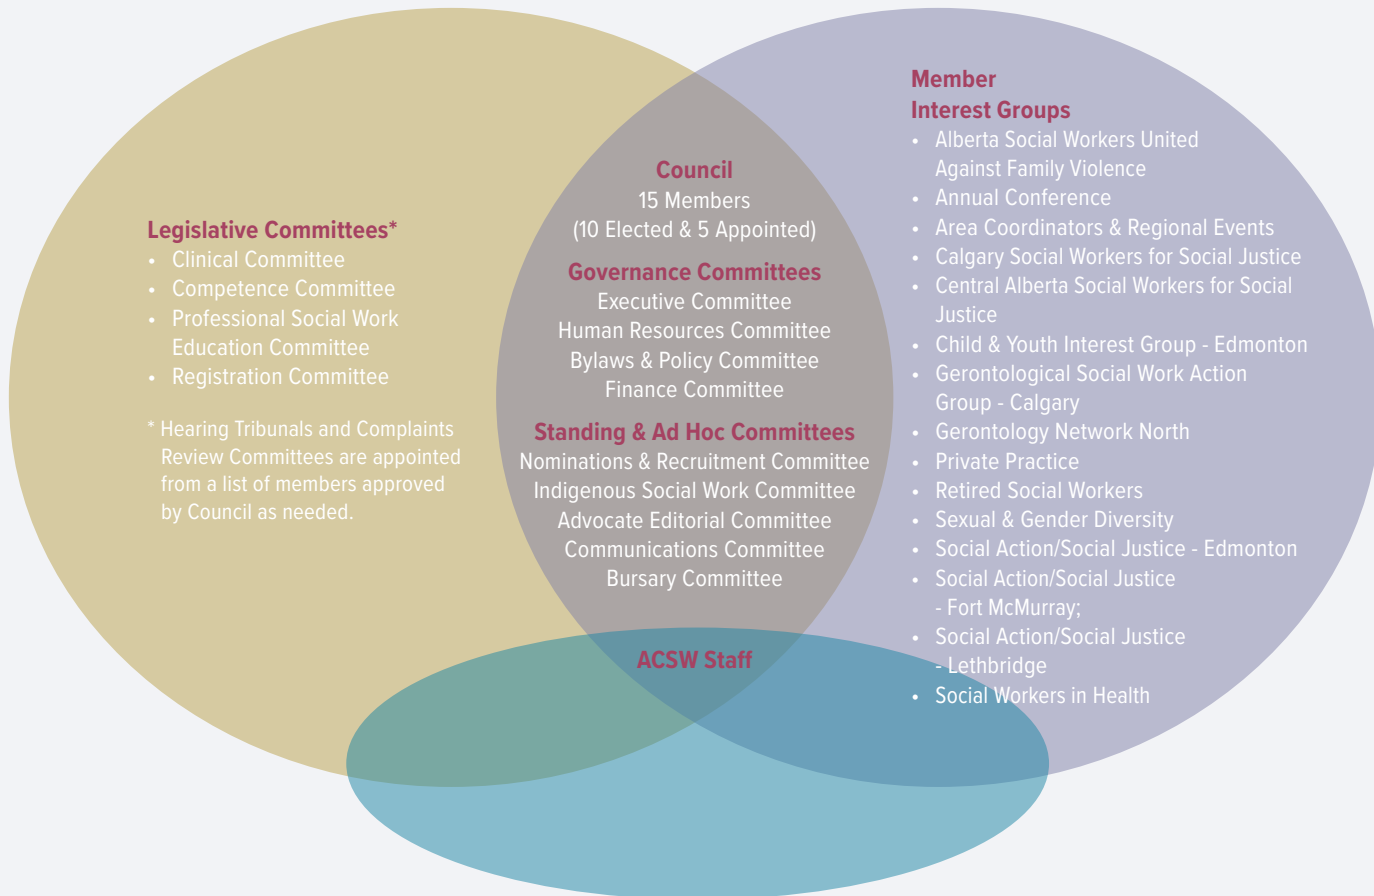 Legislative Committees*
• Clinical Committee
• Competence Committee
• Professional Social Work
Education Committee
• Registration Committee
* Hearing Tribunals and Complaints
Review Committees are appointed
from a list of members approved
by Council as needed.
Council
15 Members
(10 Elected & 5 Appointed)
Governance Committees
Executive Committee
Human Resources Committee
Bylaws & Policy Committee
Finance Committee
Standing & Ad Hoc Committees
Nominations & Recruitment Committee
Indigenous Social Work Committee
Advocate Editorial Committee
Communications Committee
Bursary Committee
ACSW Staff
Member
Interest Groups
• Alberta Social Workers United
Against Family Violence
• Annual Conference
• Area Coordinators & Regional Events
• Calgary Social Workers for Social Justice
• Central Alberta Social Workers for Social
Justice
• Child & Youth Interest Group - Edmonton
• Gerontological Social Work Action
Group - Calgary
• Gerontology Network North
• Private Practice
• Retired Social Workers
• Sexual & Gender Diversity
• Social Action/Social Justice - Edmonton
• Social Action/Social Justice
- Fort McMurray;
• Social Action/Social Justice
- Lethbridge
• Social Workers in Health